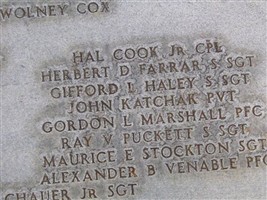 WOLNEY COX
HAL COOK JR CPL
HERBERT D FARRAR S SGT
GIFFORD L HALEY S SGT
JOHN KATCHAK PVT
GORDON L MARSHALL PFC
RAY V PUCKETT S SGT
MAURICE E STOCKTON SGT
ALEXANDER B VENABLE PFC
CHAUER JR SGT